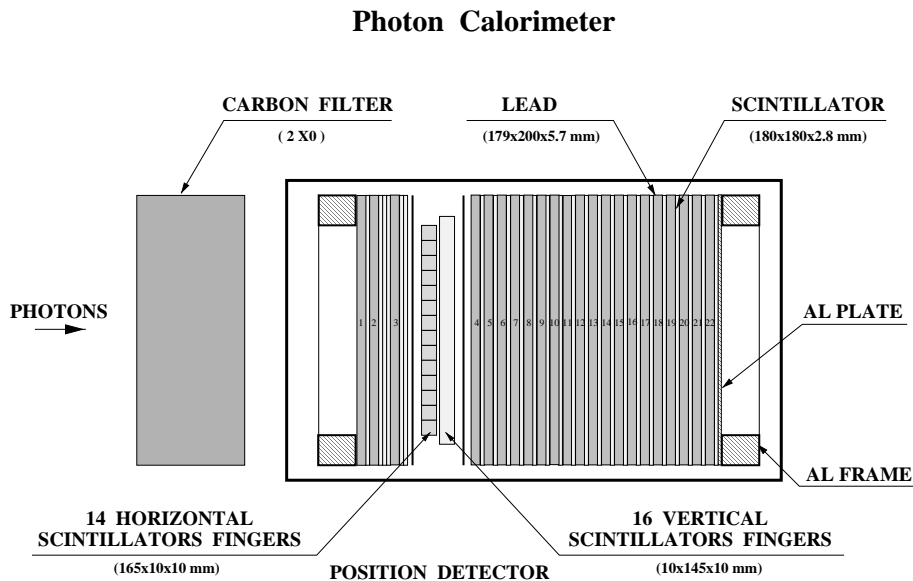 Photon Calorimeter
CARBON FILTER
( 2 X0 )
LEAD
(179x200x5.7 mm)
SCINTILLATOR
(180x180x2.8 mm)
PHOTONS
1 2 3 4 5 6 7 8 9 10 11 12 13 14 15 16 17 18 19 20 21 22
AL PLATE
AL FRAME
14 HORIZONTAL
SCINTILLATORS FINGERS
(165x10x10 mm)
16 VERTICAL
SCINTILLATORS FINGERS
(10x145x10 mm)
POSITION DETECTOR